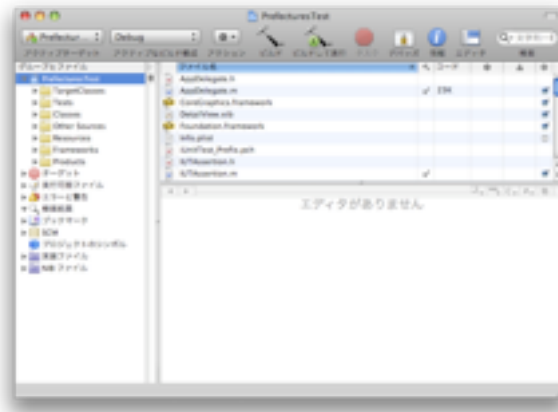 PrefecturesTest
Prefectur...
Debug
アクティブターゲット
アクション
ビルド
ビルドして実行
情報
エディタ
検索
グループとファイル
ファイル名
コード
PrefecturesTest
TargetClasses
Tests
Classes
Other Sources
Resources
Frameworks
Products
ターゲット
実行可能ファイル
エラーと警告
検索結果
ブックマーク
SCM
プロジェクトのシンボル
実装ファイル
NIB ファイル
AppDelegate.h
AppDelegate.m
CoreGraphics.framework
DetailView.xib
Foundation.framework
Info.plist
iUnitTest_Prefix.pch
IUTAssertion.h
IUTAssertion.m
エディタがありません